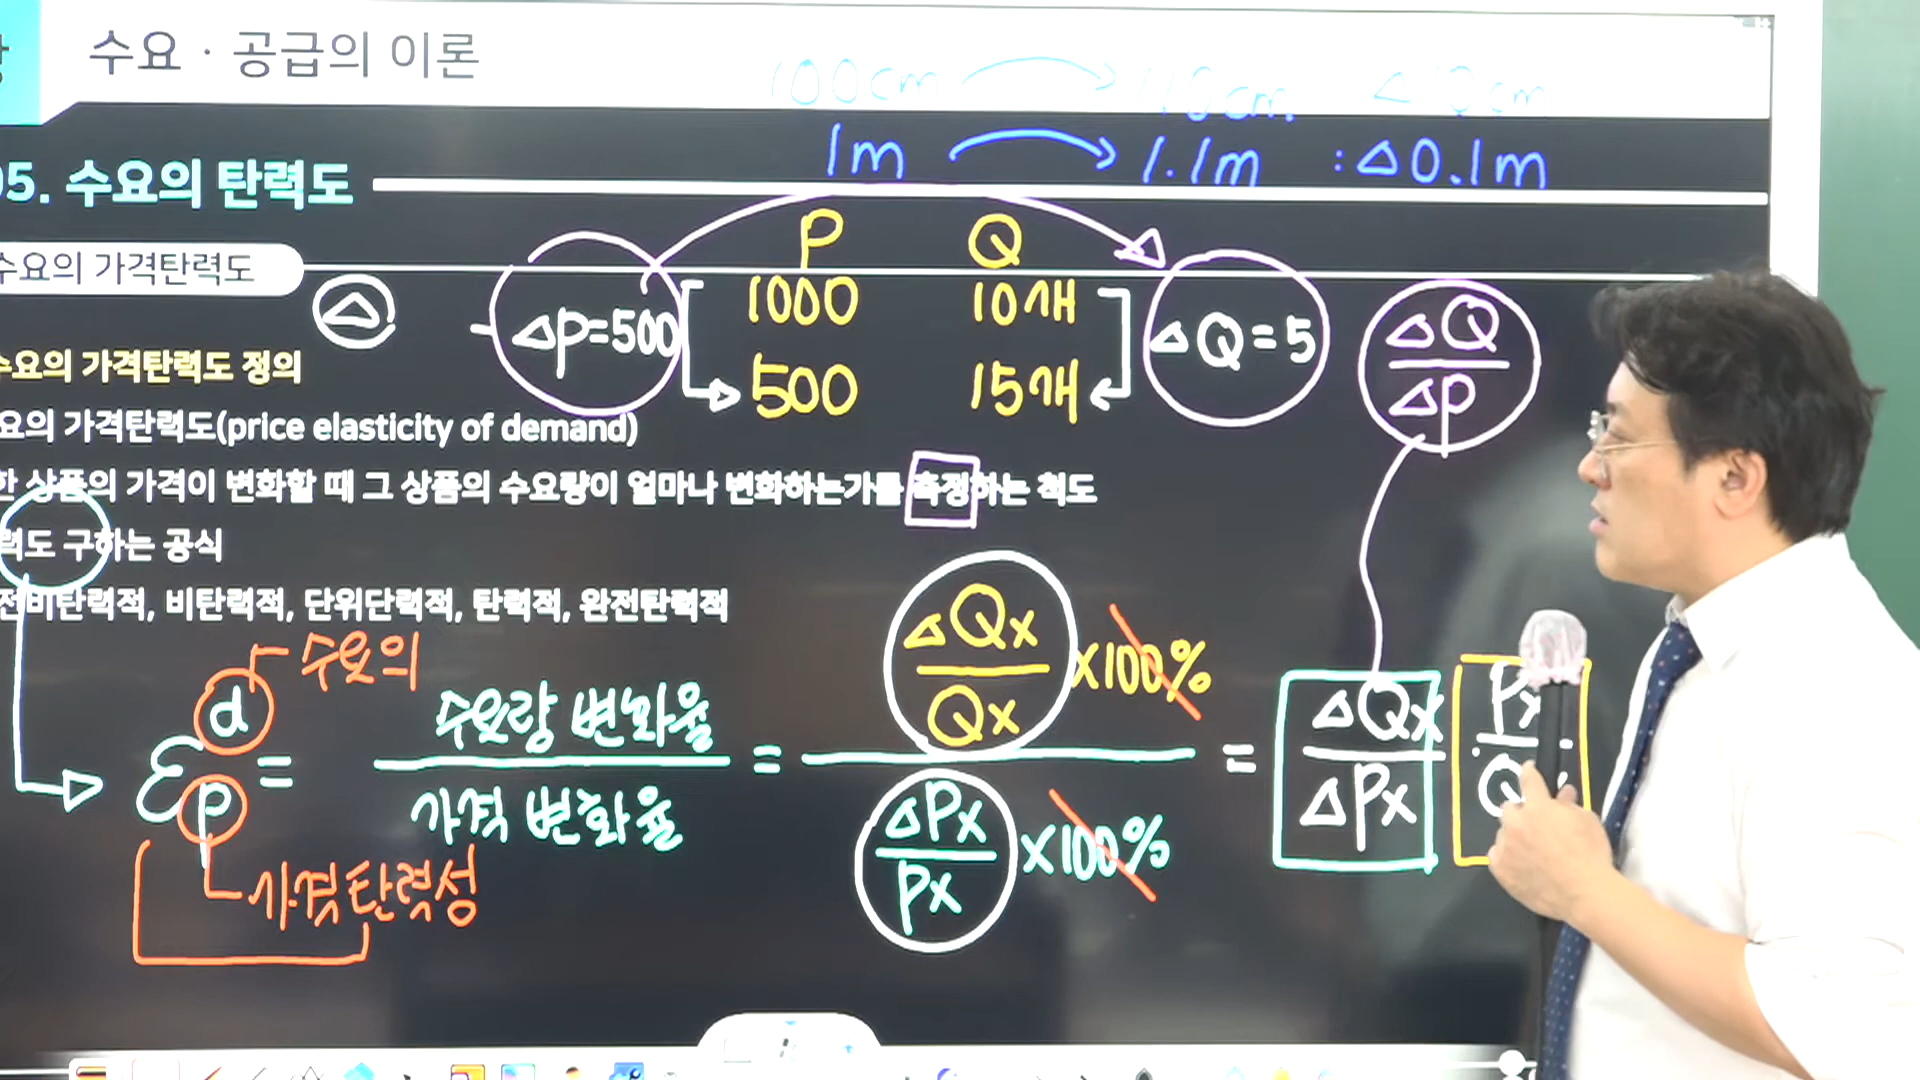 수요 · 공급의 이론
100cm 110cm. △10cm
1m 1.1m : △0.1m
05. 수요의 탄력도
P Q
수요의 가격탄력도
△
1000 10개
- △P=500
△Q=5
△Q
△P
500 15개
수요의 가격탄력도 정의
요의 가격탄력도(price elasticity of demand)
한 상품의 가격이 변화할 때 그 상품의 수요량이 얼마나 변화하는가를 측정하는 척도
력도 구하는 공식
전비탄력적, 비탄력적, 단위탄력적, 탄력적, 완전탄력적
수요의
d
ε = 수요량 변화율 = △Qx ×100% = △Qx Px
가격 변화율 Qx △Px Q
p
△Px ×100%
Px
가격탄력성